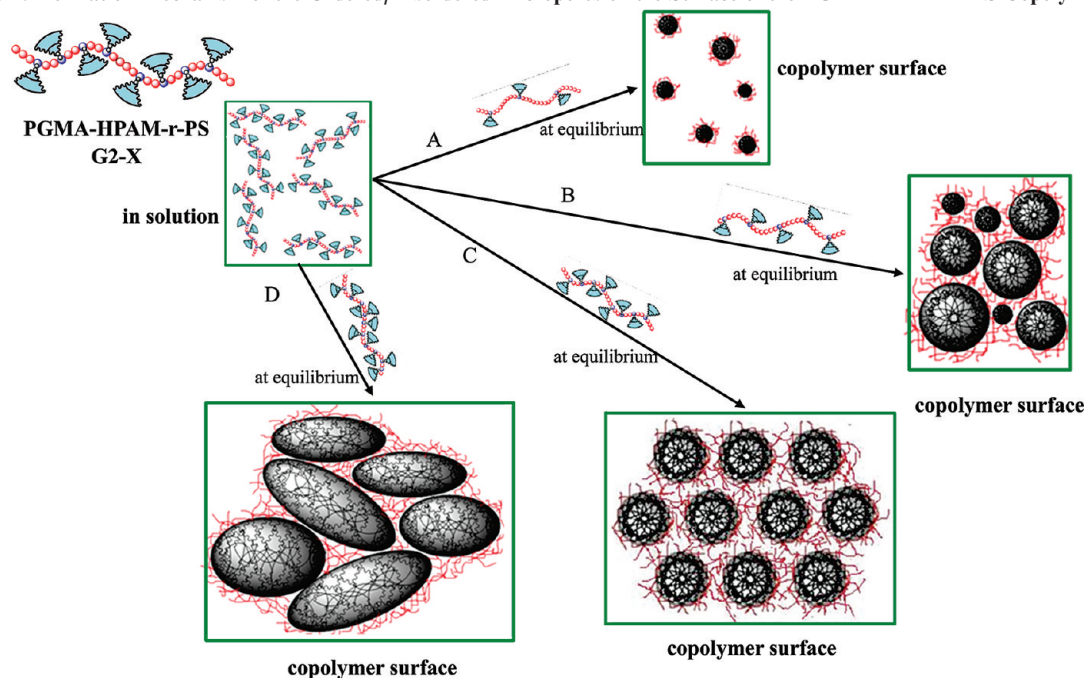 PGMA-HPAM-r-PS
G2-X
in solution
A
at equilibrium
copolymer surface
B
at equilibrium
copolymer surface
C
at equilibrium
copolymer surface
D
at equilibrium
copolymer surface